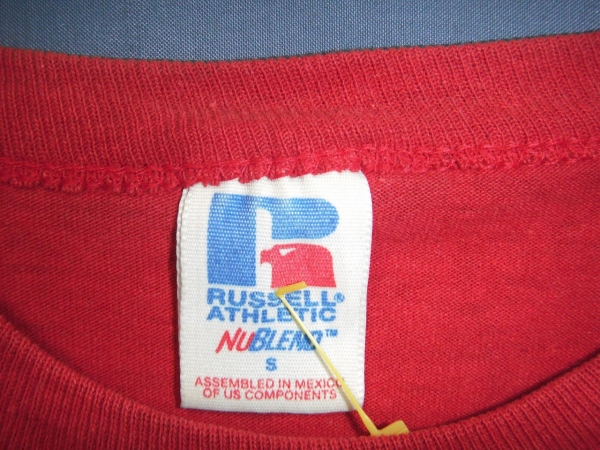 RUSSELL®
ATHLETIC
NUBLEND™
S
ASSEMBLED IN MEXICO
OF US COMPONENTS